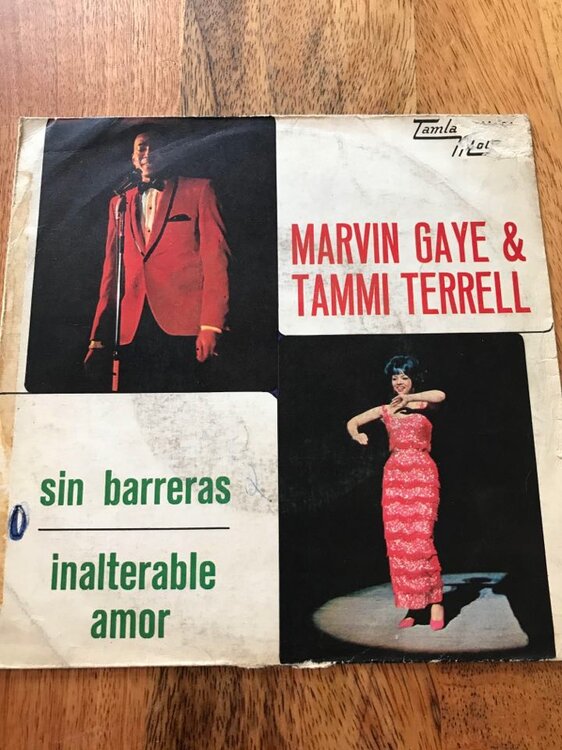 Tamla
MARVIN GAYE &
TAMMI TERRELL
sin barreras
inalterable
amor